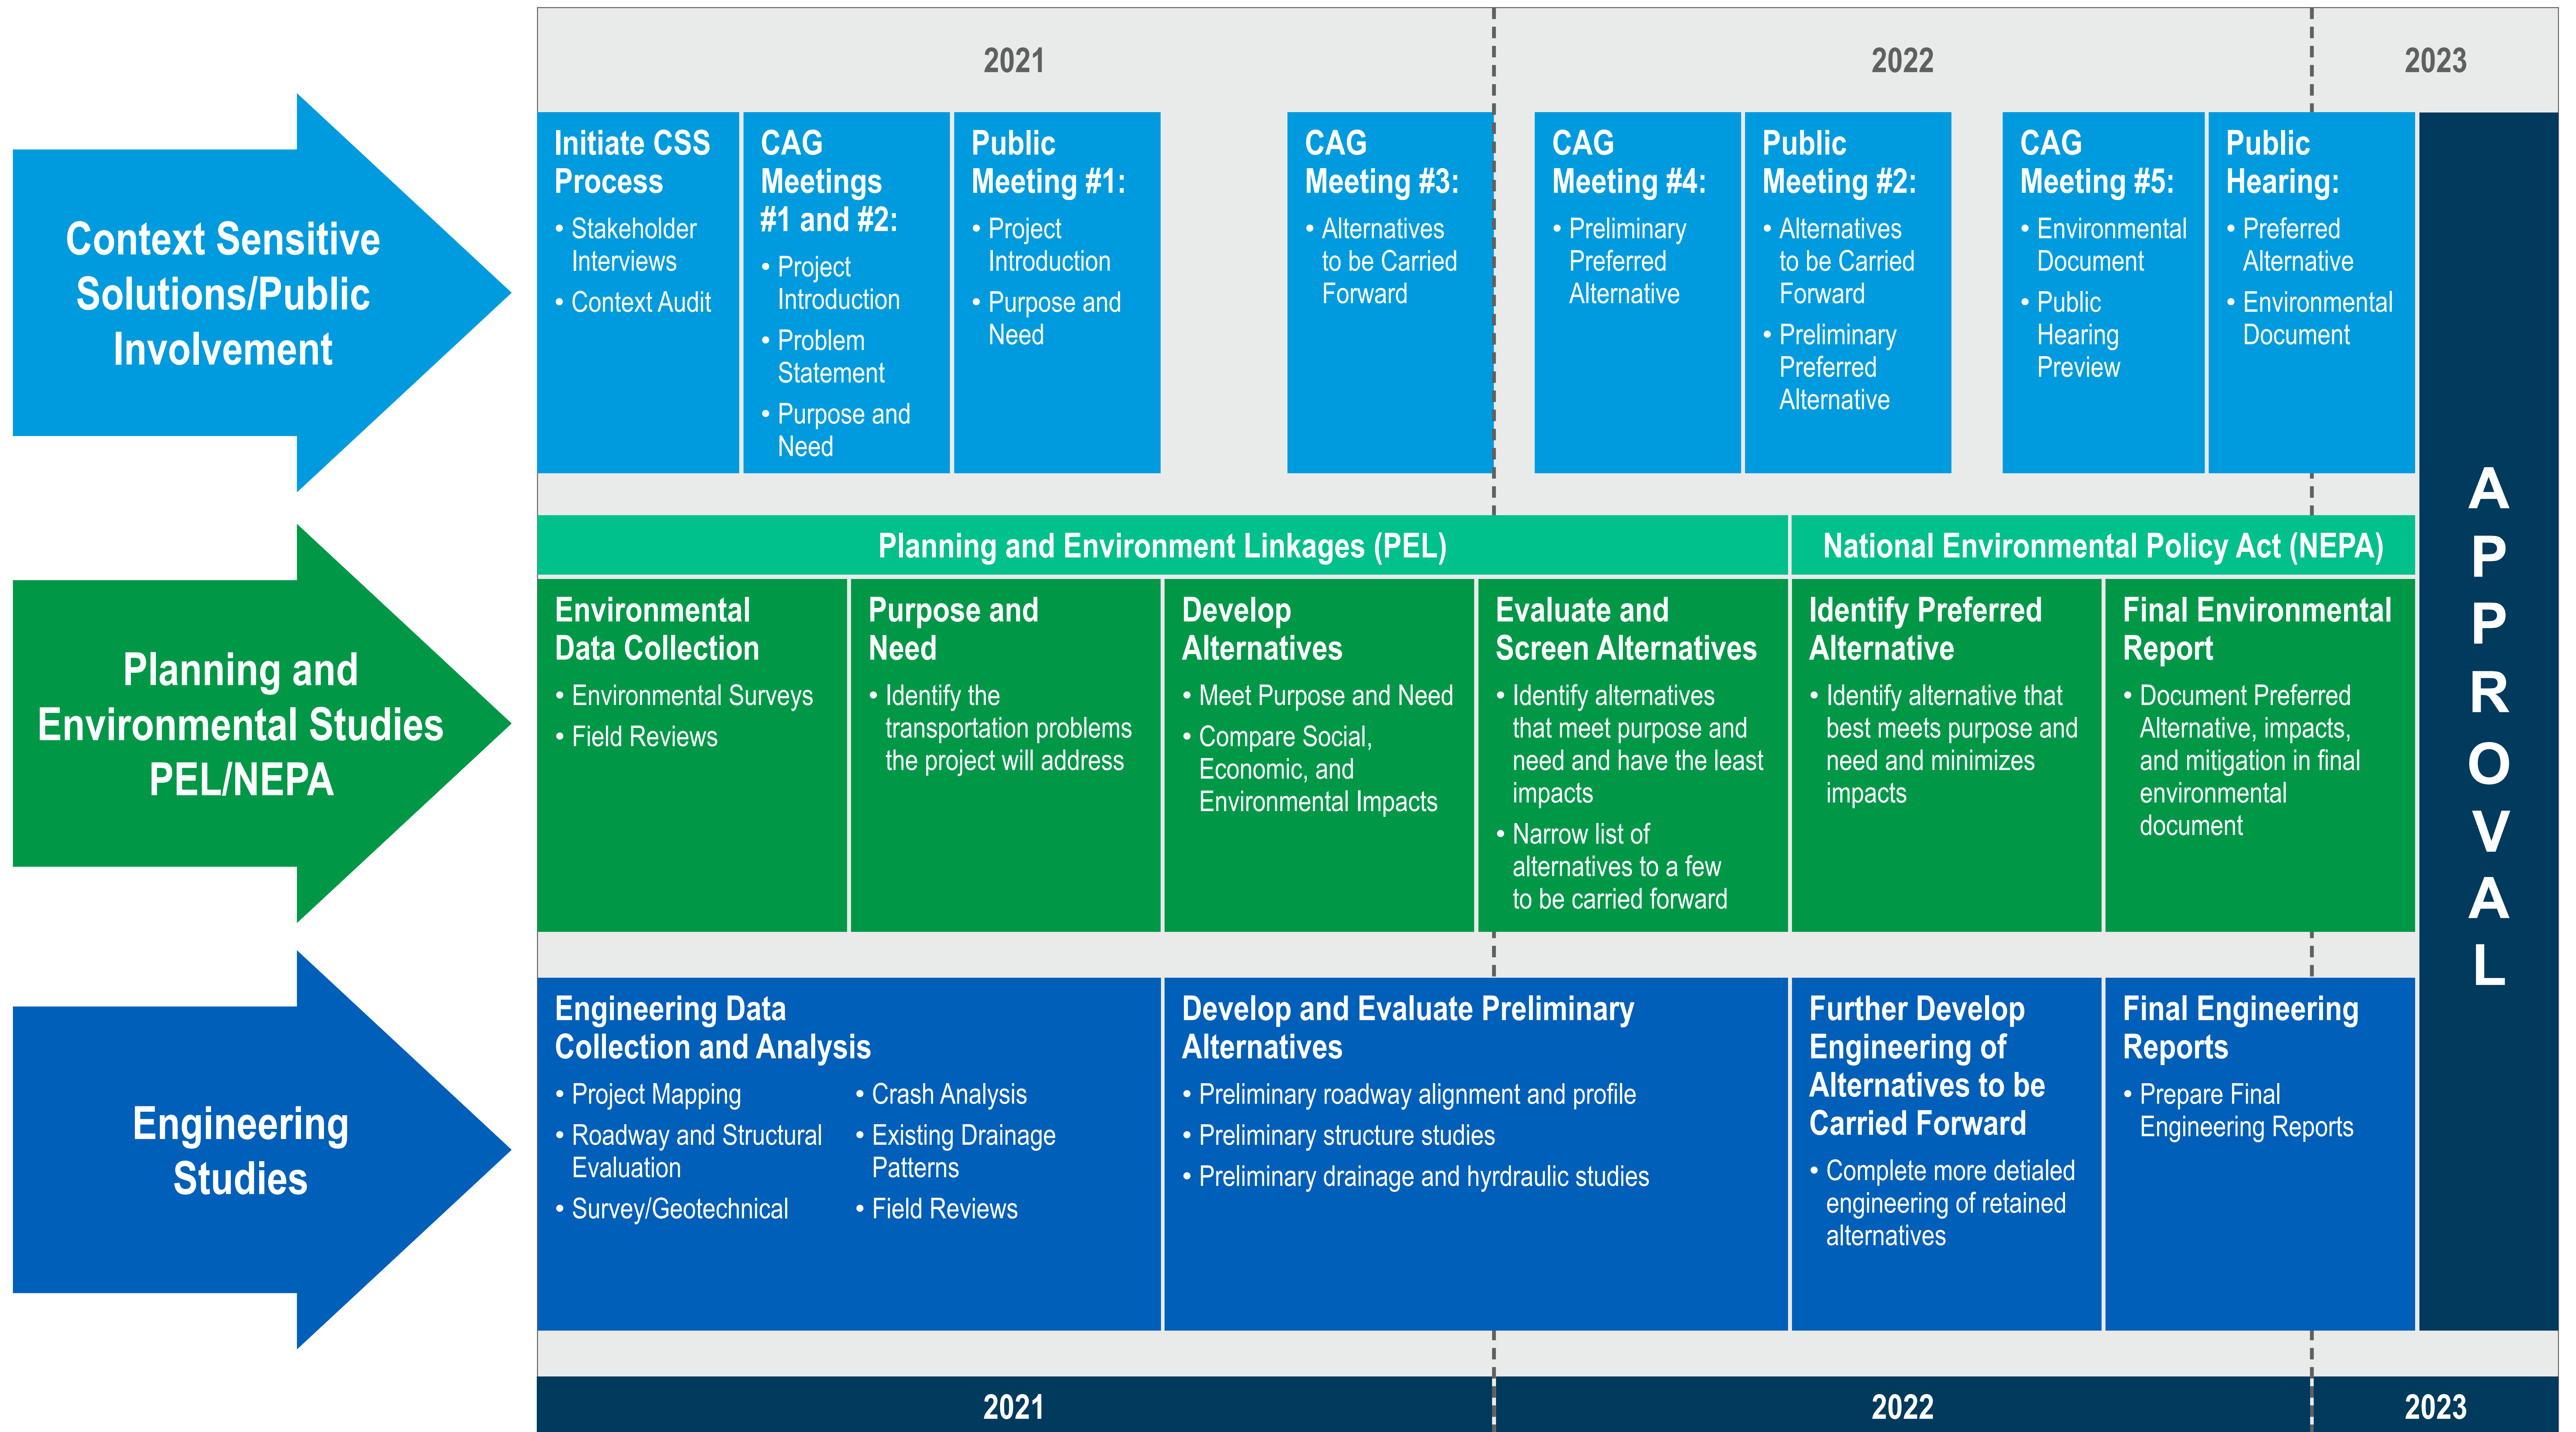 2021
2022
2023
Context Sensitive
Solutions/Public
Involvement
Initiate CSS
Process
• Stakeholder
Interviews
• Context Audit
CAG
Meetings
#1 and #2:
• Project
Introduction
• Problem
Statement
• Purpose and
Need
Public
Meeting #1:
• Project
Introduction
• Purpose and
Need
CAG
Meeting #3:
• Alternatives
to be Carried
Forward
CAG
Meeting #4:
• Preliminary
Preferred
Alternative
Public
Meeting #2:
• Alternatives
to be Carried
Forward
• Preliminary
Preferred
Alternative
CAG
Meeting #5:
• Environmental
Document
• Public
Hearing
Preview
Public
Hearing:
• Preferred
Alternative
• Environmental
Document
Planning and
Environmental Studies
PEL/NEPA
Planning and Environment Linkages (PEL)
National Environmental Policy Act (NEPA)
Environmental
Data Collection
• Environmental Surveys
• Field Reviews
Purpose and
Need
• Identify the
transportation problems
the project will address
Develop
Alternatives
• Meet Purpose and Need
• Compare Social,
Economic, and
Environmental Impacts
Evaluate and
Screen Alternatives
• Identify alternatives
that meet purpose and
need and have the least
impacts
• Narrow list of
alternatives to a few
to be carried forward
Identify Preferred
Alternative
• Identify alternative that
best meets purpose and
need and minimizes
impacts
Final Environmental
Report
• Document Preferred
Alternative, impacts,
and mitigation in final
environmental
document
Engineering
Studies
Engineering Data
Collection and Analysis
• Project Mapping
• Roadway and Structural
Evaluation
• Survey/Geotechnical
• Crash Analysis
• Existing Drainage
Patterns
• Field Reviews
Develop and Evaluate Preliminary
Alternatives
• Preliminary roadway alignment and profile
• Preliminary structure studies
• Preliminary drainage and hyrdraulic studies
Further Develop
Engineering of
Alternatives to be
Carried Forward
• Complete more detialed
engineering of retained
alternatives
Final Engineering
Reports
• Prepare Final
Engineering Reports
APPROVAL
2021
2022
2023